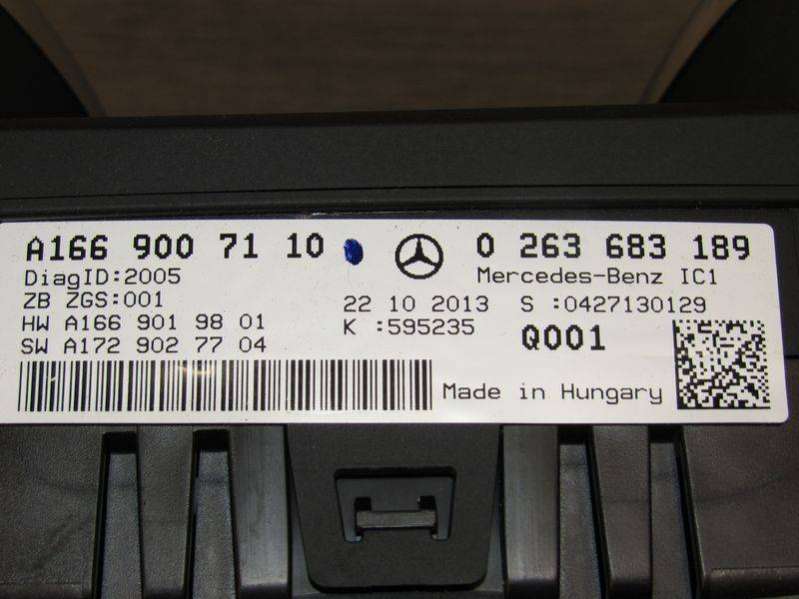 A166 900 71 10
0 263 683 189
DiagID:2005
Mercedes-Benz IC1
ZB ZGS:001
22 10 2013 S :0427130129
HW A166 901 98 01
K :595235
Q001
SW A172 902 77 04
Made in Hungary